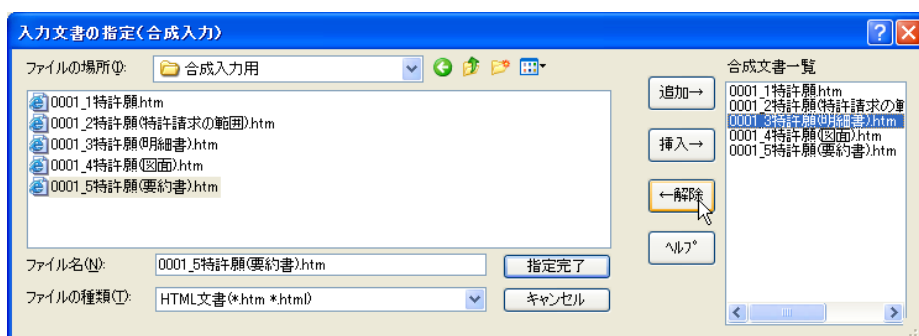 入力文書の指定(合成入力)
ファイルの場所(I):
合成入力用
0001_1特許願.htm
0001_2特許願(特許請求の範囲).htm
0001_3特許願(明細書).htm
0001_4特許願(図面).htm
0001_5特許願(要約書).htm
ファイル名(N):
0001_5特許願(要約書).htm
指定完了
ファイルの種類(T):
HTML文書(*.htm *.html)
キャンセル
追加→
挿入→
←解除
ヘルプ
合成文書一覧
0001_1特許願.htm
0001_2特許願(特許請求の範
0001_3特許願(明細書).htm
0001_4特許願(図面).htm
0001_5特許願(要約書).htm